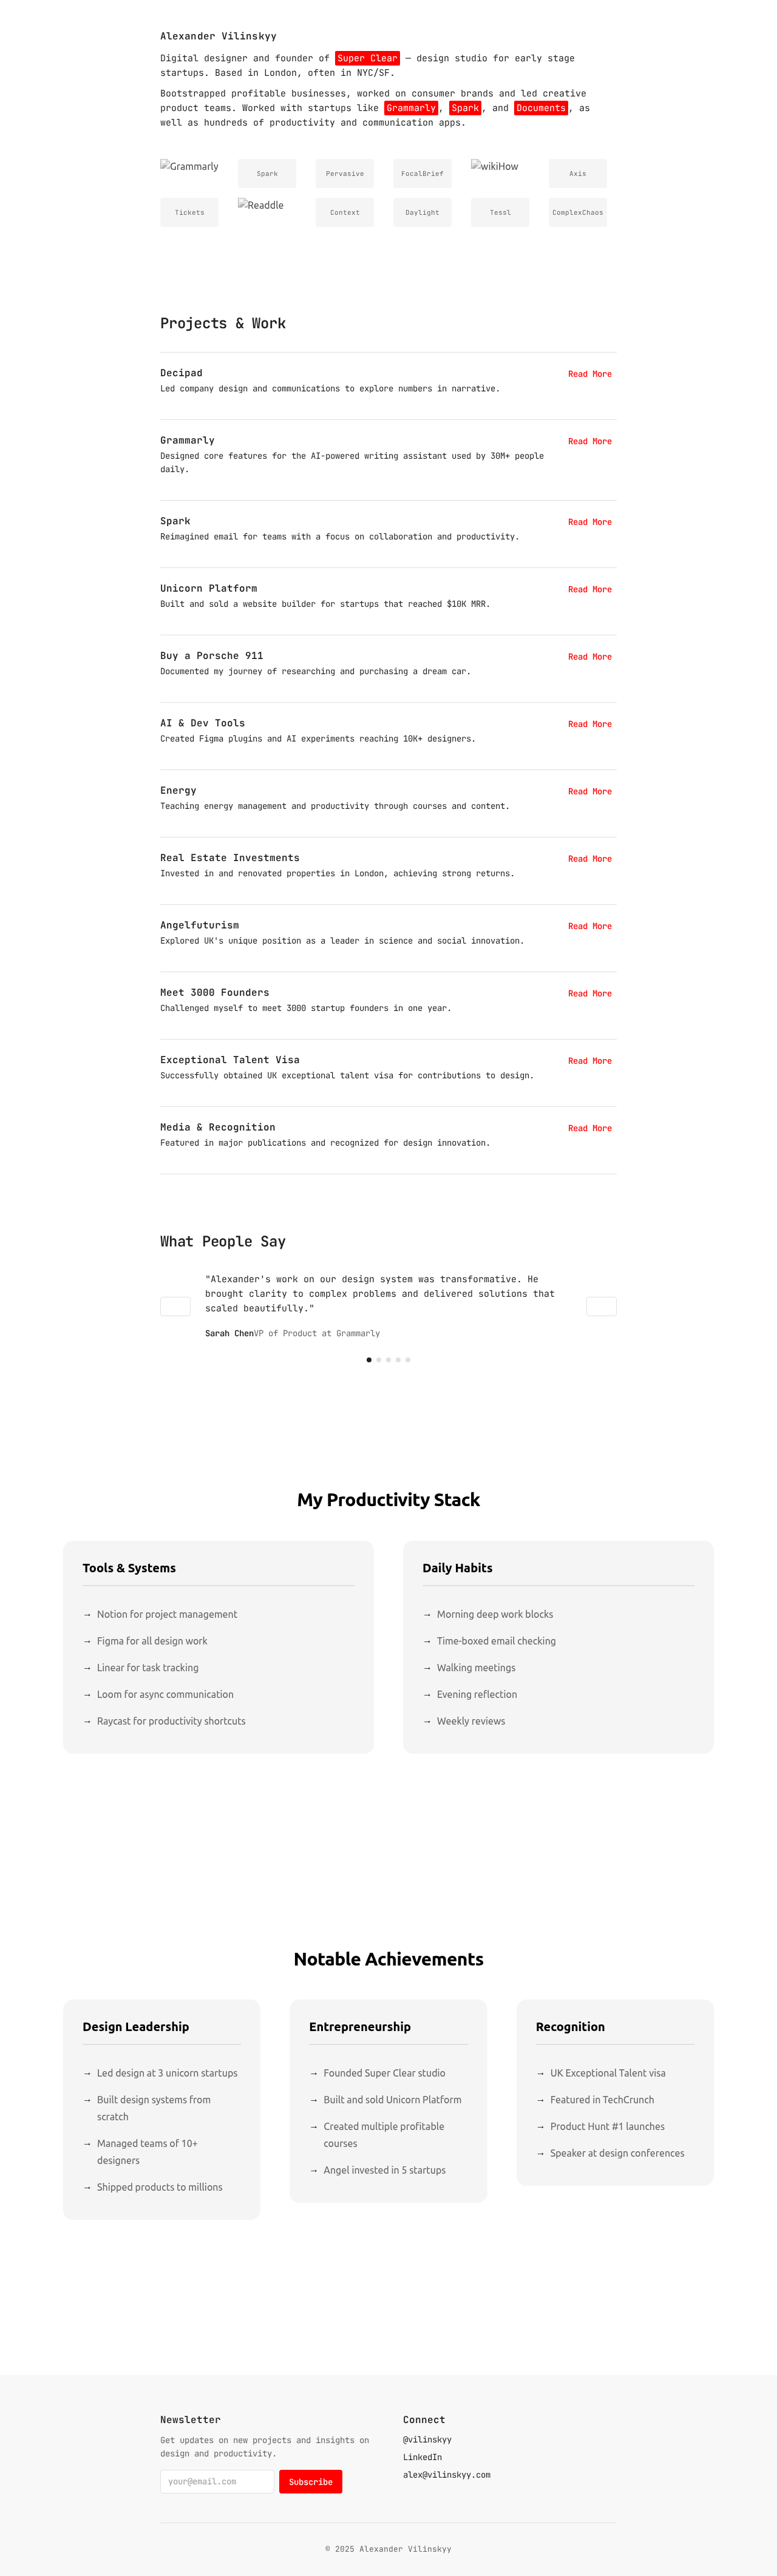 Alexander Vilinskyy
Digital designer and founder of Super Clear — design studio for early stage
startups. Based in London, often in NYC/SF.
Bootstrapped profitable businesses, worked on consumer brands and led creative
product teams. Worked with startups like Grammarly, Spark, and Documents, as
well as hundreds of productivity and communication apps.
Grammarly Spark Pervasive FocalBrief wikiHow Axis
Tickets Readdle Context Daylight Tessl ComplexChaos
Projects & Work
Decipad Read More
Led company design and communications to explore numbers in narrative.
Grammarly Read More
Designed core features for the AI-powered writing assistant used by 30M+ people
daily.
Spark Read More
Reimagined email for teams with a focus on collaboration and productivity.
Unicorn Platform Read More
Built and sold a website builder for startups that reached $10K MRR.
Buy a Porsche 911 Read More
Documented my journey of researching and purchasing a dream car.
AI & Dev Tools Read More
Created Figma plugins and AI experiments reaching 10K+ designers.
Energy Read More
Teaching energy management and productivity through courses and content.
Real Estate Investments Read More
Invested in and renovated properties in London, achieving strong returns.
Angelfuturism Read More
Explored UK's unique position as a leader in science and social innovation.
Meet 3000 Founders Read More
Challenged myself to meet 3000 startup founders in one year.
Exceptional Talent Visa Read More
Successfully obtained UK exceptional talent visa for contributions to design.
Media & Recognition Read More
Featured in major publications and recognized for design innovation.
What People Say
"Alexander's work on our design system was transformative. He
brought clarity to complex problems and delivered solutions that
scaled beautifully."
Sarah ChenVP of Product at Grammarly
My Productivity Stack
Tools & Systems
→ Notion for project management
→ Figma for all design work
→ Linear for task tracking
→ Loom for async communication
→ Raycast for productivity shortcuts
Daily Habits
→ Morning deep work blocks
→ Time-boxed email checking
→ Walking meetings
→ Evening reflection
→ Weekly reviews
Notable Achievements
Design Leadership
→ Led design at 3 unicorn startups
→ Built design systems from
scratch
→ Managed teams of 10+
designers
→ Shipped products to millions
Entrepreneurship
→ Founded Super Clear studio
→ Built and sold Unicorn Platform
→ Created multiple profitable
courses
→ Angel invested in 5 startups
Recognition
→ UK Exceptional Talent visa
→ Featured in TechCrunch
→ Product Hunt #1 launches
→ Speaker at design conferences
Newsletter
Get updates on new projects and insights on
design and productivity.
your@email.com Subscribe
Connect
@vilinskyy
LinkedIn
alex@vilinskyy.com
© 2025 Alexander Vilinskyy